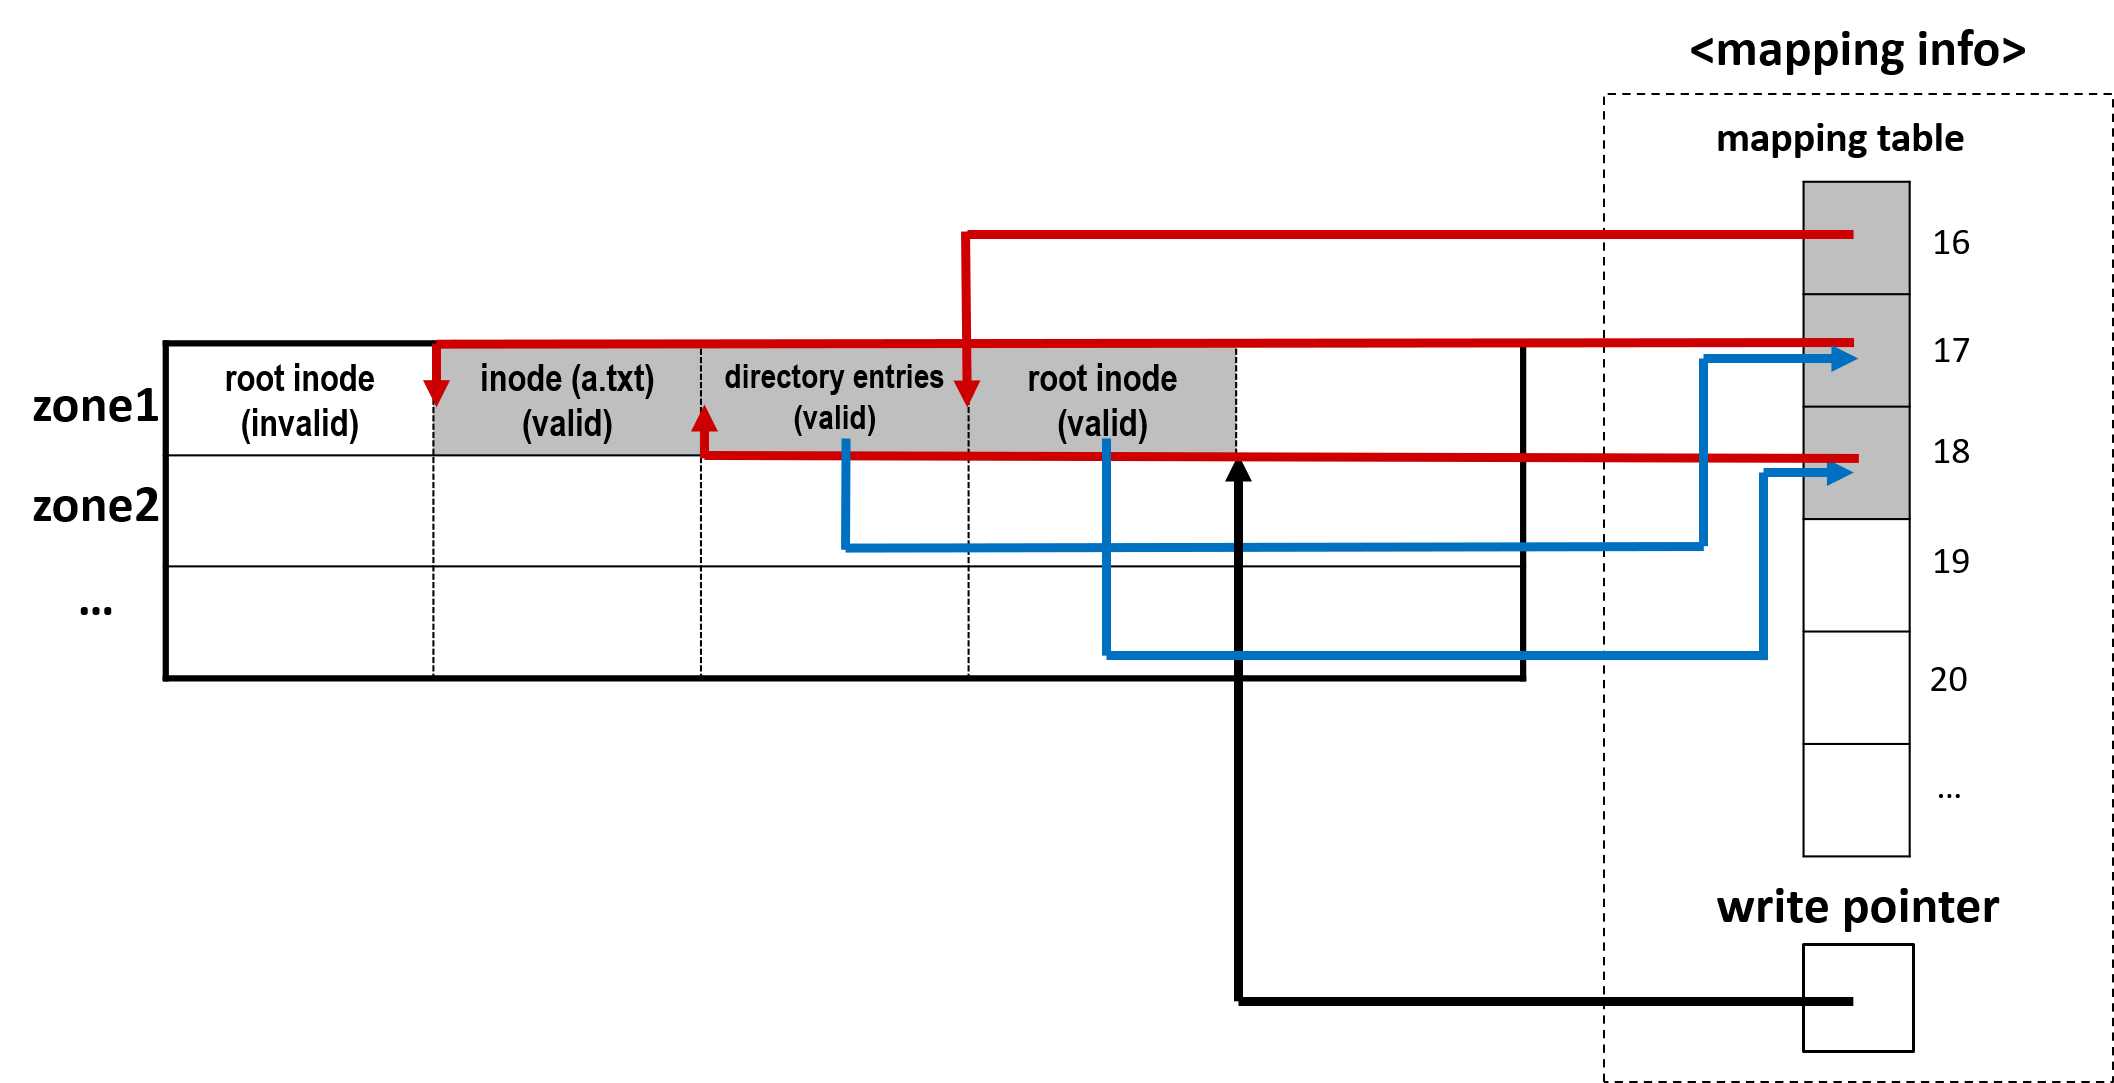 <mapping info>
mapping table
16
17
18
19
20
...
zone1
root inode
(invalid)
inode (a.txt)
(valid)
directory entries
(valid)
root inode
(valid)
zone2
...
write pointer